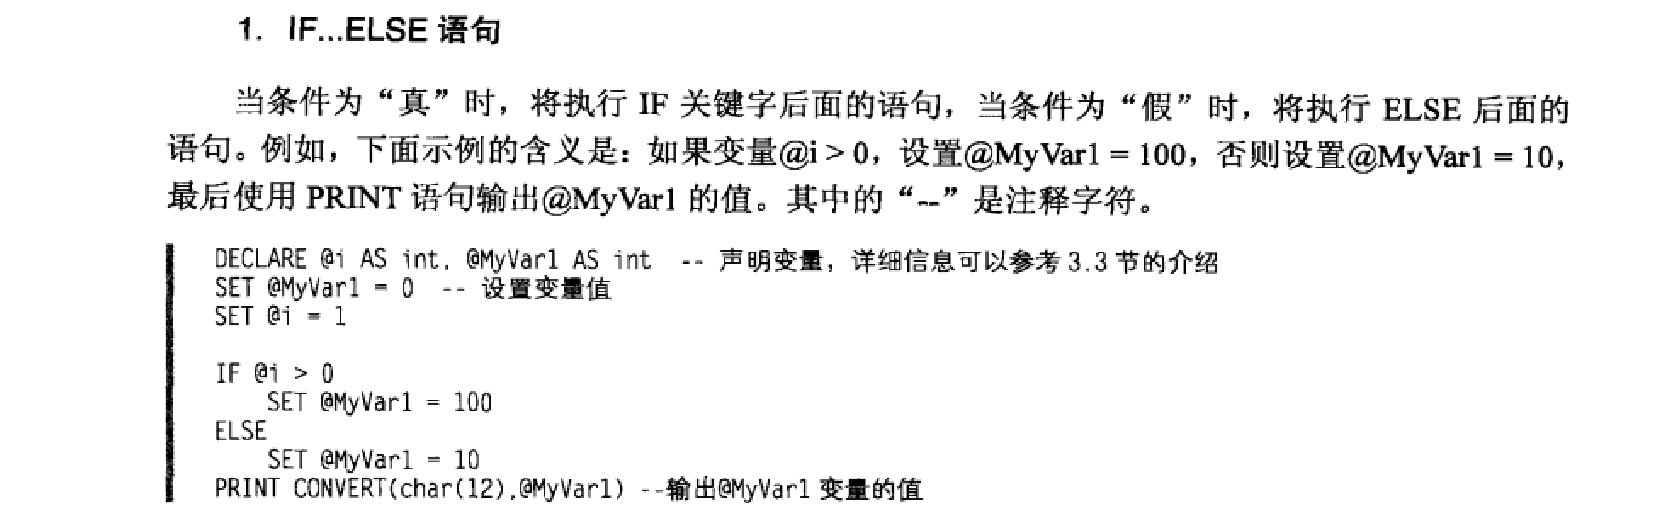 1. IF...ELSE 语句
当条件为“真”时，将执行 IF 关键字后面的语句，当条件为“假”时，将执行 ELSE 后面的
语句。例如，下面示例的含义是：如果变量@i > 0，设置@MyVar1 = 100，否则设置@MyVar1 = 10，
最后使用 PRINT 语句输出@MyVar1 的值。其中的“--”是注释字符。
DECLARE @i AS int, @MyVar1 AS int -- 声明变量，详细信息可以参考 3.3 节的介绍
SET @MyVar1 = 0 -- 设置变量值
SET @i = 1
IF @i > 0
SET @MyVar1 = 100
ELSE
SET @MyVar1 = 10
PRINT CONVERT(char(12),@MyVar1) --输出@MyVar1 变量的值